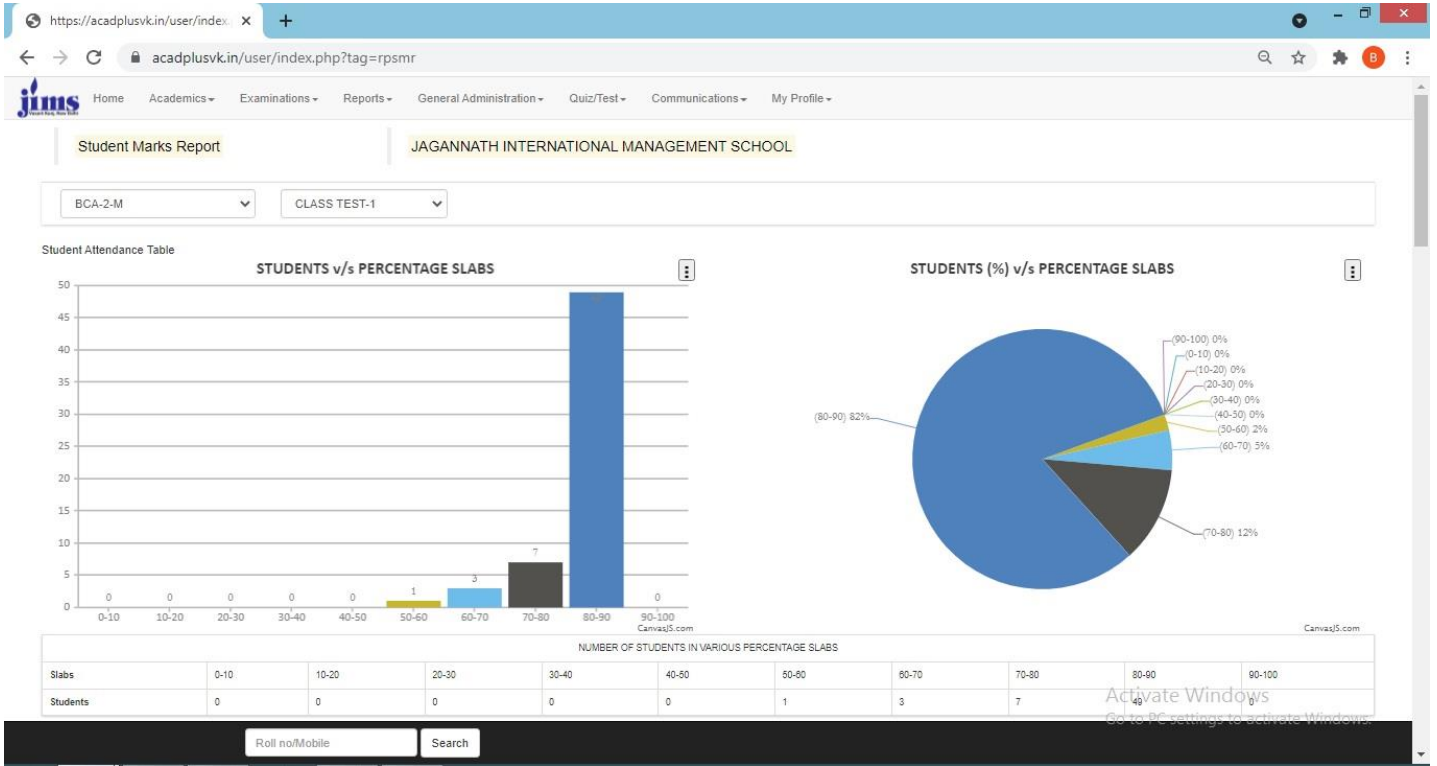 https://acadplusvk.in/user/index.
acadplusvk.in/user/index.php?tag=rpsmr
B
jims
Home Academics Examinations Reports General Administration Quiz/Test Communications My Profile
Student Marks Report JAGANNATH INTERNATIONAL MANAGEMENT SCHOOL
BCA-2-M CLASS TEST-1
Student Attendance Table
STUDENTS v/s PERCENTAGE SLABS
50
45
40
35
30
25
20
15
10
5
0
0 0 0 0 0 1 3 7 0
0-10 10-20 20-30 30-40 40-50 50-60 60-70 70-80 80-90 90-100
CanvasJS.com
STUDENTS (%) v/s PERCENTAGE SLABS
(90-100) 0%
(0-10) 0%
(10-20) 0%
(20-30) 0%
(30-40) 0%
(40-50) 0%
(50-60) 2%
(60-70) 5%
(80-90) 82%
(70-80) 12%
CanvasJS.com
NUMBER OF STUDENTS IN VARIOUS PERCENTAGE SLABS
Slabs 0-10 10-20 20-30 30-40 40-50 50-60 60-70 70-80 80-90 90-100
Students 0 0 0 0 0 1 3 7 49 0
Activate Windows
Go to PC settings to activate Windows.
Roll no/Mobile Search